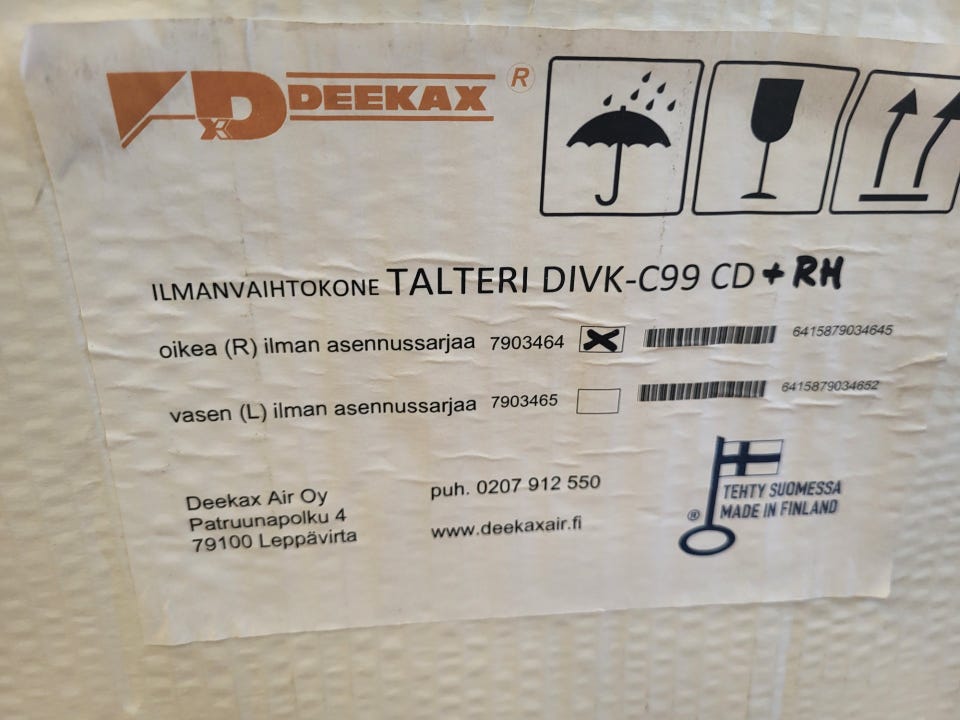 DX DEEKAX ®
ILMANVAIHTOKONE TALTERI DIVK-C99 CD + RH
oikea (R) ilman asennussarjaa 7903464 6415879034645
vasen (L) ilman asennussarjaa 7903465 6415879034652
Deekax Air Oy
Patruunapolku 4
79100 Leppävirta
puh. 0207 912 550
www.deekaxair.fi
TEHTY SUOMESSA
® MADE IN FINLAND